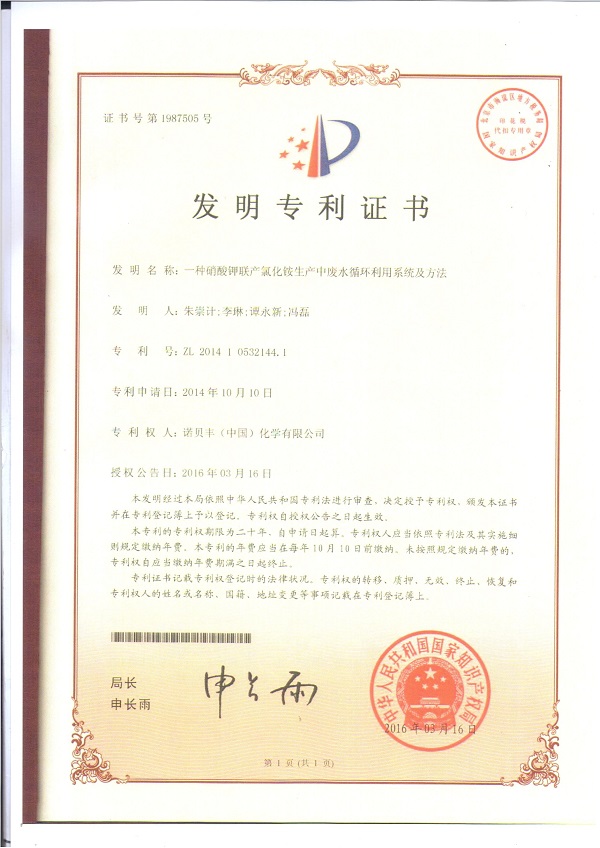 证书号第1987505号
发明专利证书
发明名称：一种硝酸钾联产氯化铵生产中废水循环利用系统及方法
发明人：朱崇计;李琳;谭永新;冯磊
专利号：ZL 2014 1 0532144.1
专利申请日：2014年10月10日
专利权人：诺贝丰（中国）化学有限公司
授权公告日：2016年03月16日
本发明经过本局依照中华人民共和国专利法进行审查，决定授予专利权，颁发本证书
并在专利登记簿上予以登记。专利权自授权公告之日起生效。
本专利的专利权期限为二十年，自申请日起算。专利权人应当依照专利法及其实施细
则规定缴纳年费。本专利的年费应当在每年10月10日前缴纳。未按照规定缴纳年费的，
专利权自应当缴纳年费期满之日起终止。
专利证书记载专利权登记时的法律状况。专利权的转移、质押、无效、终止、恢复和
专利权人的姓名或名称、国籍、地址变更等事项记载在专利登记簿上。
局长
申长雨
申长雨
中华人民共和国国家知识产权局
2016年03月16日
第1页(共1页)